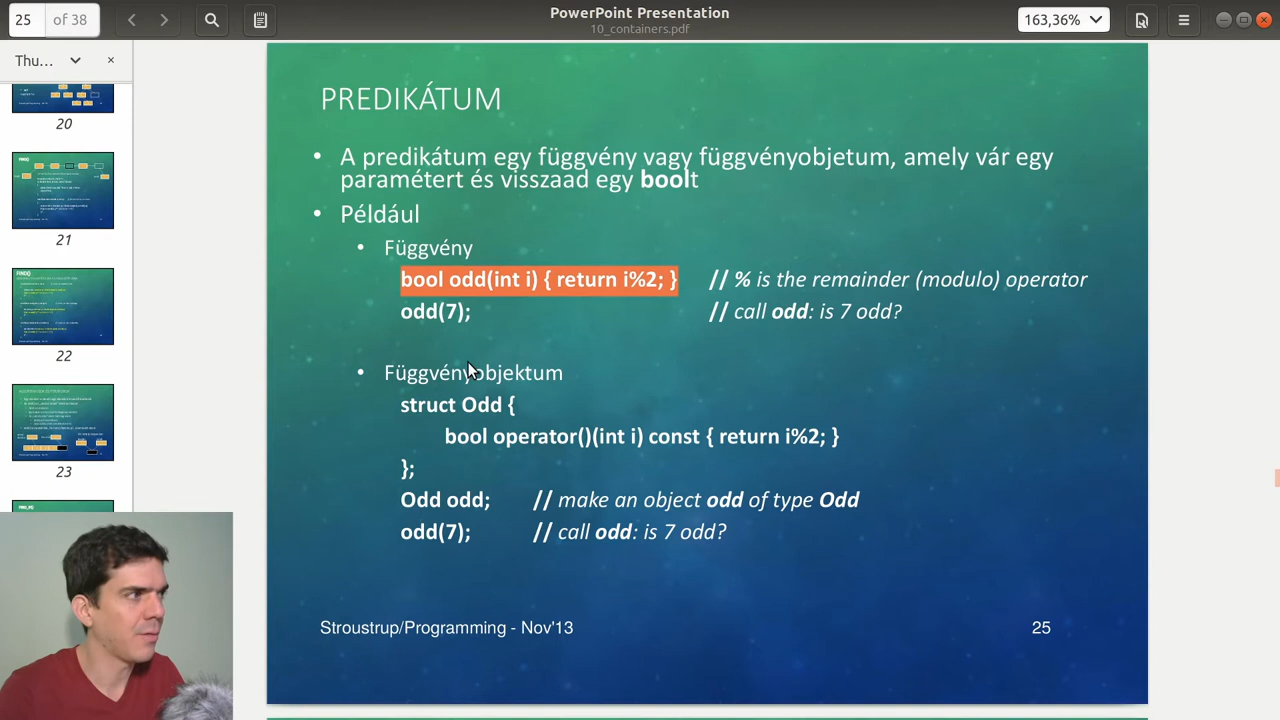 25 of 38
PowerPoint Presentation
10_containers.pdf
163,36%
Thu...
20
21
22
23
PREDIKÁTUM
• A predikátum egy függvény vagy függvényobjetum, amely vár egy
paramétert és visszaad egy boolt
• Például
• Függvény
bool odd(int i) { return i%2; } // % is the remainder (modulo) operator
odd(7); // call odd: is 7 odd?
• Függvényobjektum
struct Odd {
bool operator()(int i) const { return i%2; }
};
Odd odd; // make an object odd of type Odd
odd(7); // call odd: is 7 odd?
Stroustrup/Programming - Nov'13
25